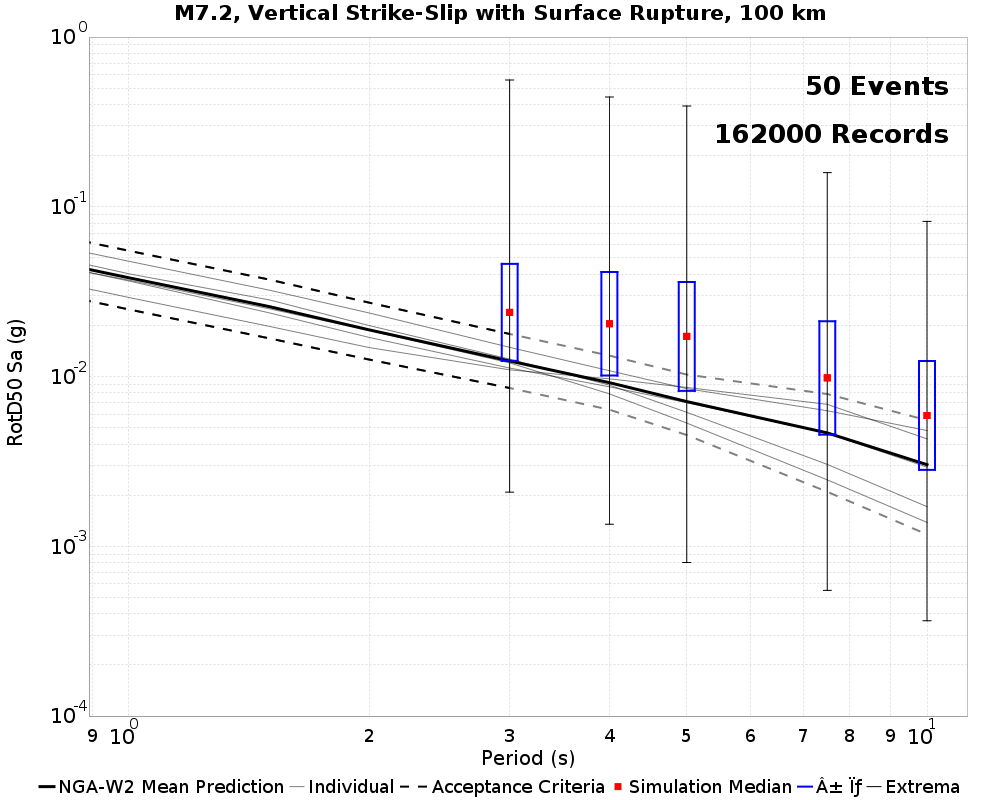 M7.2, Vertical Strike-Slip with Surface Rupture, 100 km
50 Events
162000 Records
RotD50 Sa (g)
10^0
10^-1
10^-2
10^-3
10^-4
9 10^0 2 3 4 5 6 7 8 9 10^1
Period (s)
NGA-W2 Mean Prediction Individual Acceptance Criteria Simulation Median Â± Ïƒ Extrema